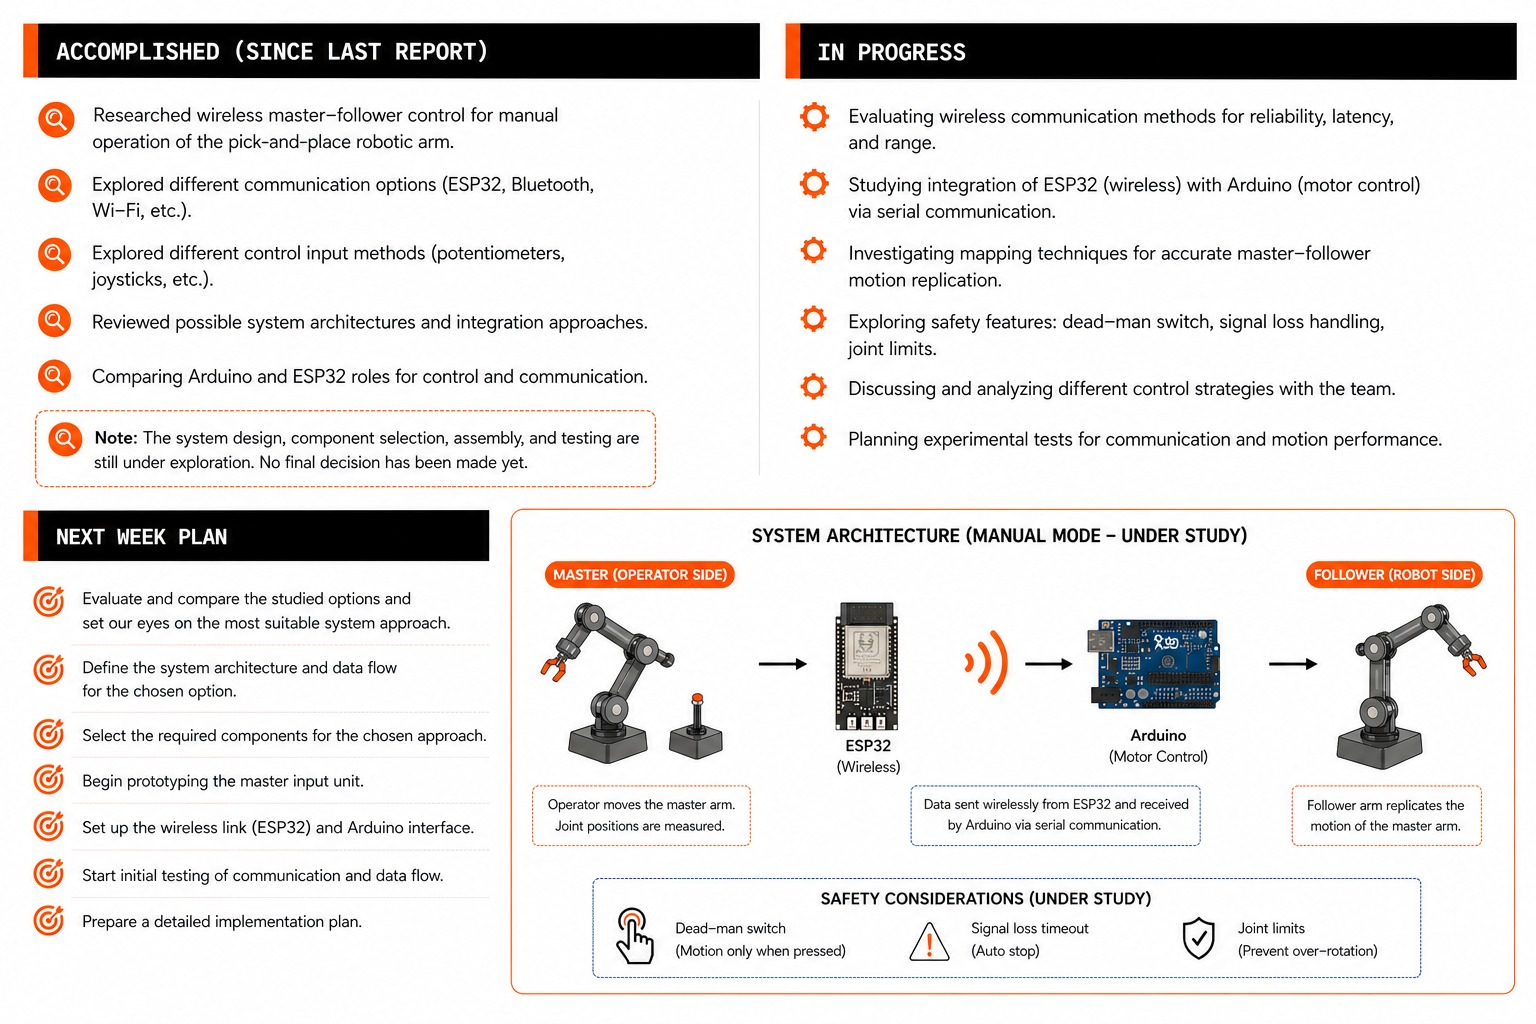 ACCOMPLISHED (SINCE LAST REPORT)
Researched wireless master–follower control for manual
operation of the pick-and-place robotic arm.
Explored different communication options (ESP32, Bluetooth,
Wi–Fi, etc.).
Explored different control input methods (potentiometers,
joysticks, etc.).
Reviewed possible system architectures and integration approaches.
Comparing Arduino and ESP32 roles for control and communication.
Note: The system design, component selection, assembly, and testing are
still under exploration. No final decision has been made yet.
IN PROGRESS
Evaluating wireless communication methods for reliability, latency,
and range.
Studying integration of ESP32 (wireless) with Arduino (motor control)
via serial communication.
Investigating mapping techniques for accurate master–follower
motion replication.
Exploring safety features: dead–man switch, signal loss handling,
joint limits.
Discussing and analyzing different control strategies with the team.
Planning experimental tests for communication and motion performance.
NEXT WEEK PLAN
Evaluate and compare the studied options and
set our eyes on the most suitable system approach.
Define the system architecture and data flow
for the chosen option.
Select the required components for the chosen approach.
Begin prototyping the master input unit.
Set up the wireless link (ESP32) and Arduino interface.
Start initial testing of communication and data flow.
Prepare a detailed implementation plan.
SYSTEM ARCHITECTURE (MANUAL MODE – UNDER STUDY)
MASTER (OPERATOR SIDE)
FOLLOWER (ROBOT SIDE)
ESP32
(Wireless)
Arduino
(Motor Control)
Operator moves the master arm.
Joint positions are measured.
Data sent wirelessly from ESP32 and received
by Arduino via serial communication.
Follower arm replicates the
motion of the master arm.
SAFETY CONSIDERATIONS (UNDER STUDY)
Dead–man switch
(Motion only when pressed)
Signal loss timeout
(Auto stop)
Joint limits
(Prevent over–rotation)